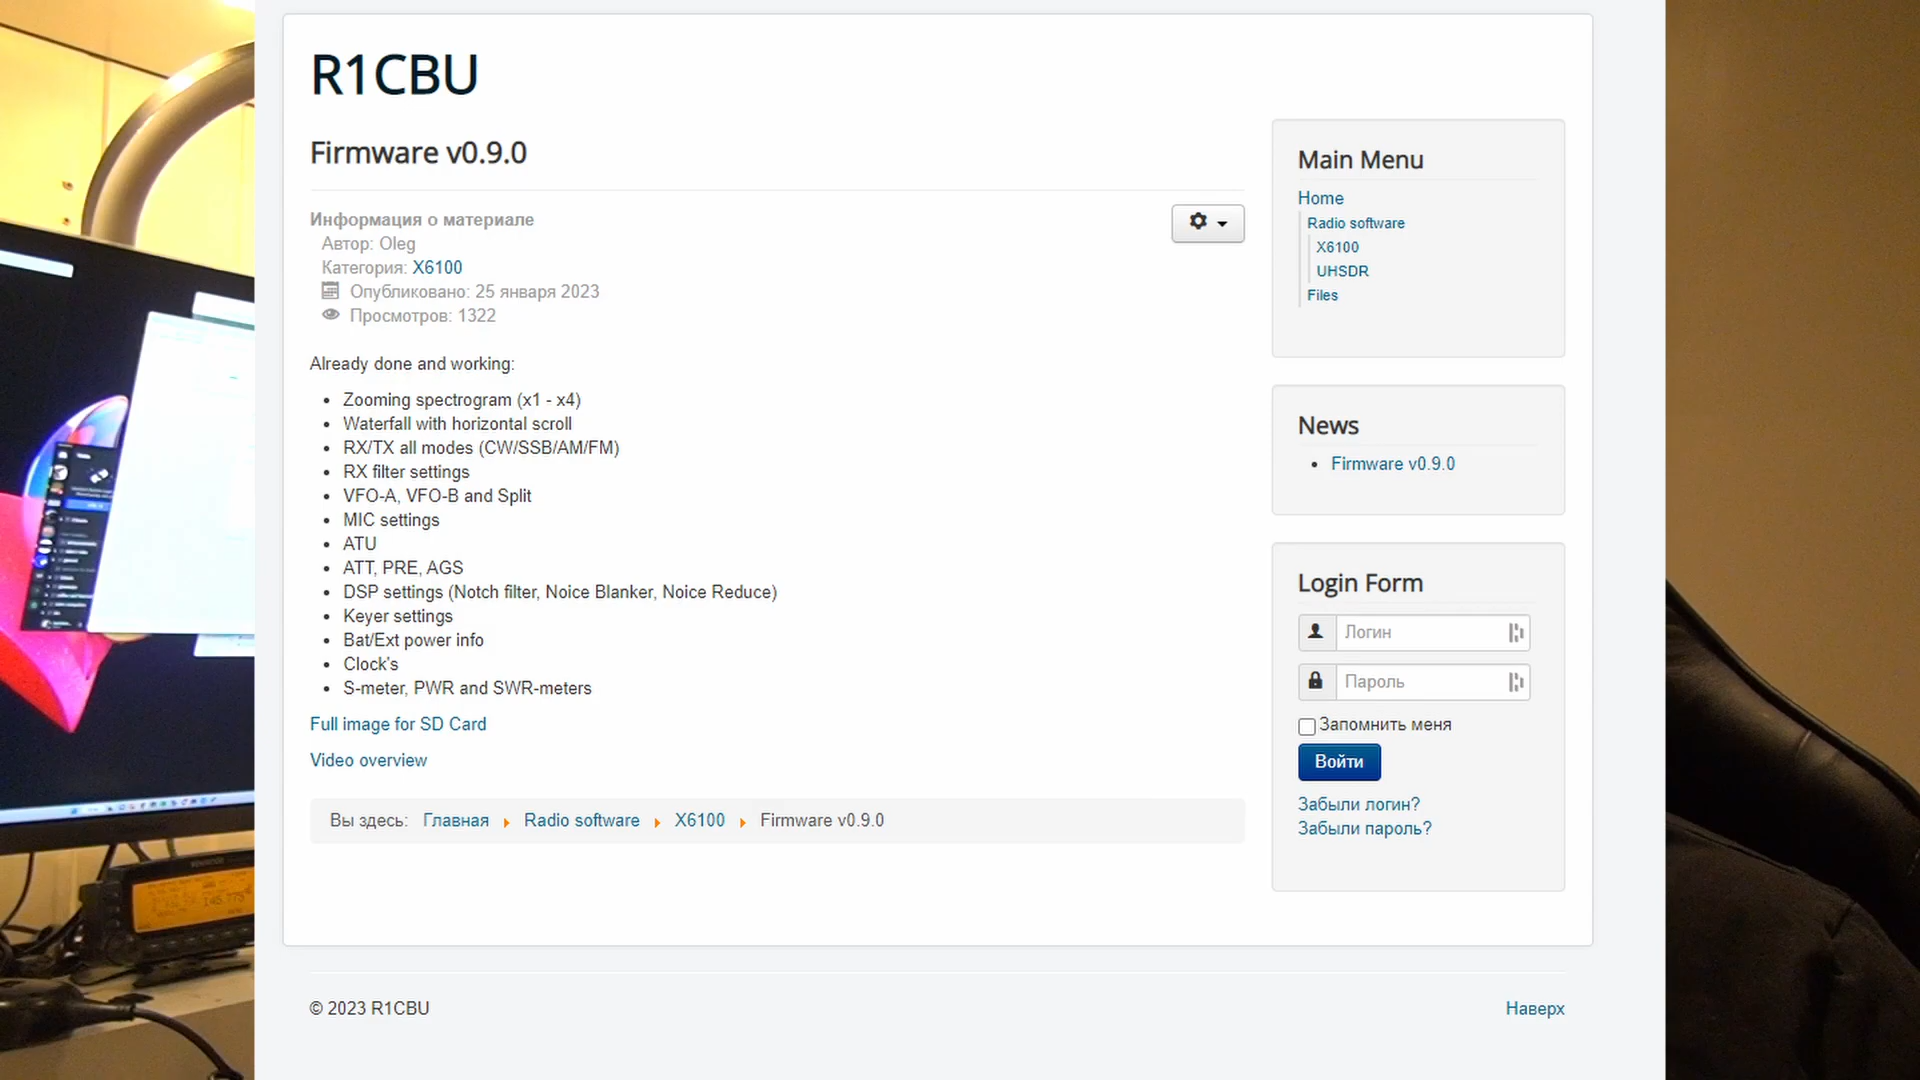 R1CBU
Firmware v0.9.0
Информация о материале
Автор: Oleg
Категория: X6100
Опубликовано: 25 января 2023
Просмотров: 1322
Already done and working:
Zooming spectrogram (x1 - x4)
Waterfall with horizontal scroll
RX/TX all modes (CW/SSB/AM/FM)
RX filter settings
VFO-A, VFO-B and Split
MIC settings
ATU
ATT, PRE, AGS
DSP settings (Notch filter, Noice Blanker, Noice Reduce)
Keyer settings
Bat/Ext power info
Clock's
S-meter, PWR and SWR-meters
Full image for SD Card
Video overview
Вы здесь: Главная Radio software X6100 Firmware v0.9.0
Main Menu
Home
Radio software
X6100
UHSDR
Files
News
Firmware v0.9.0
Login Form
Логин
Пароль
Запомнить меня
Войти
Забыли логин?
Забыли пароль?
© 2023 R1CBU
Наверх